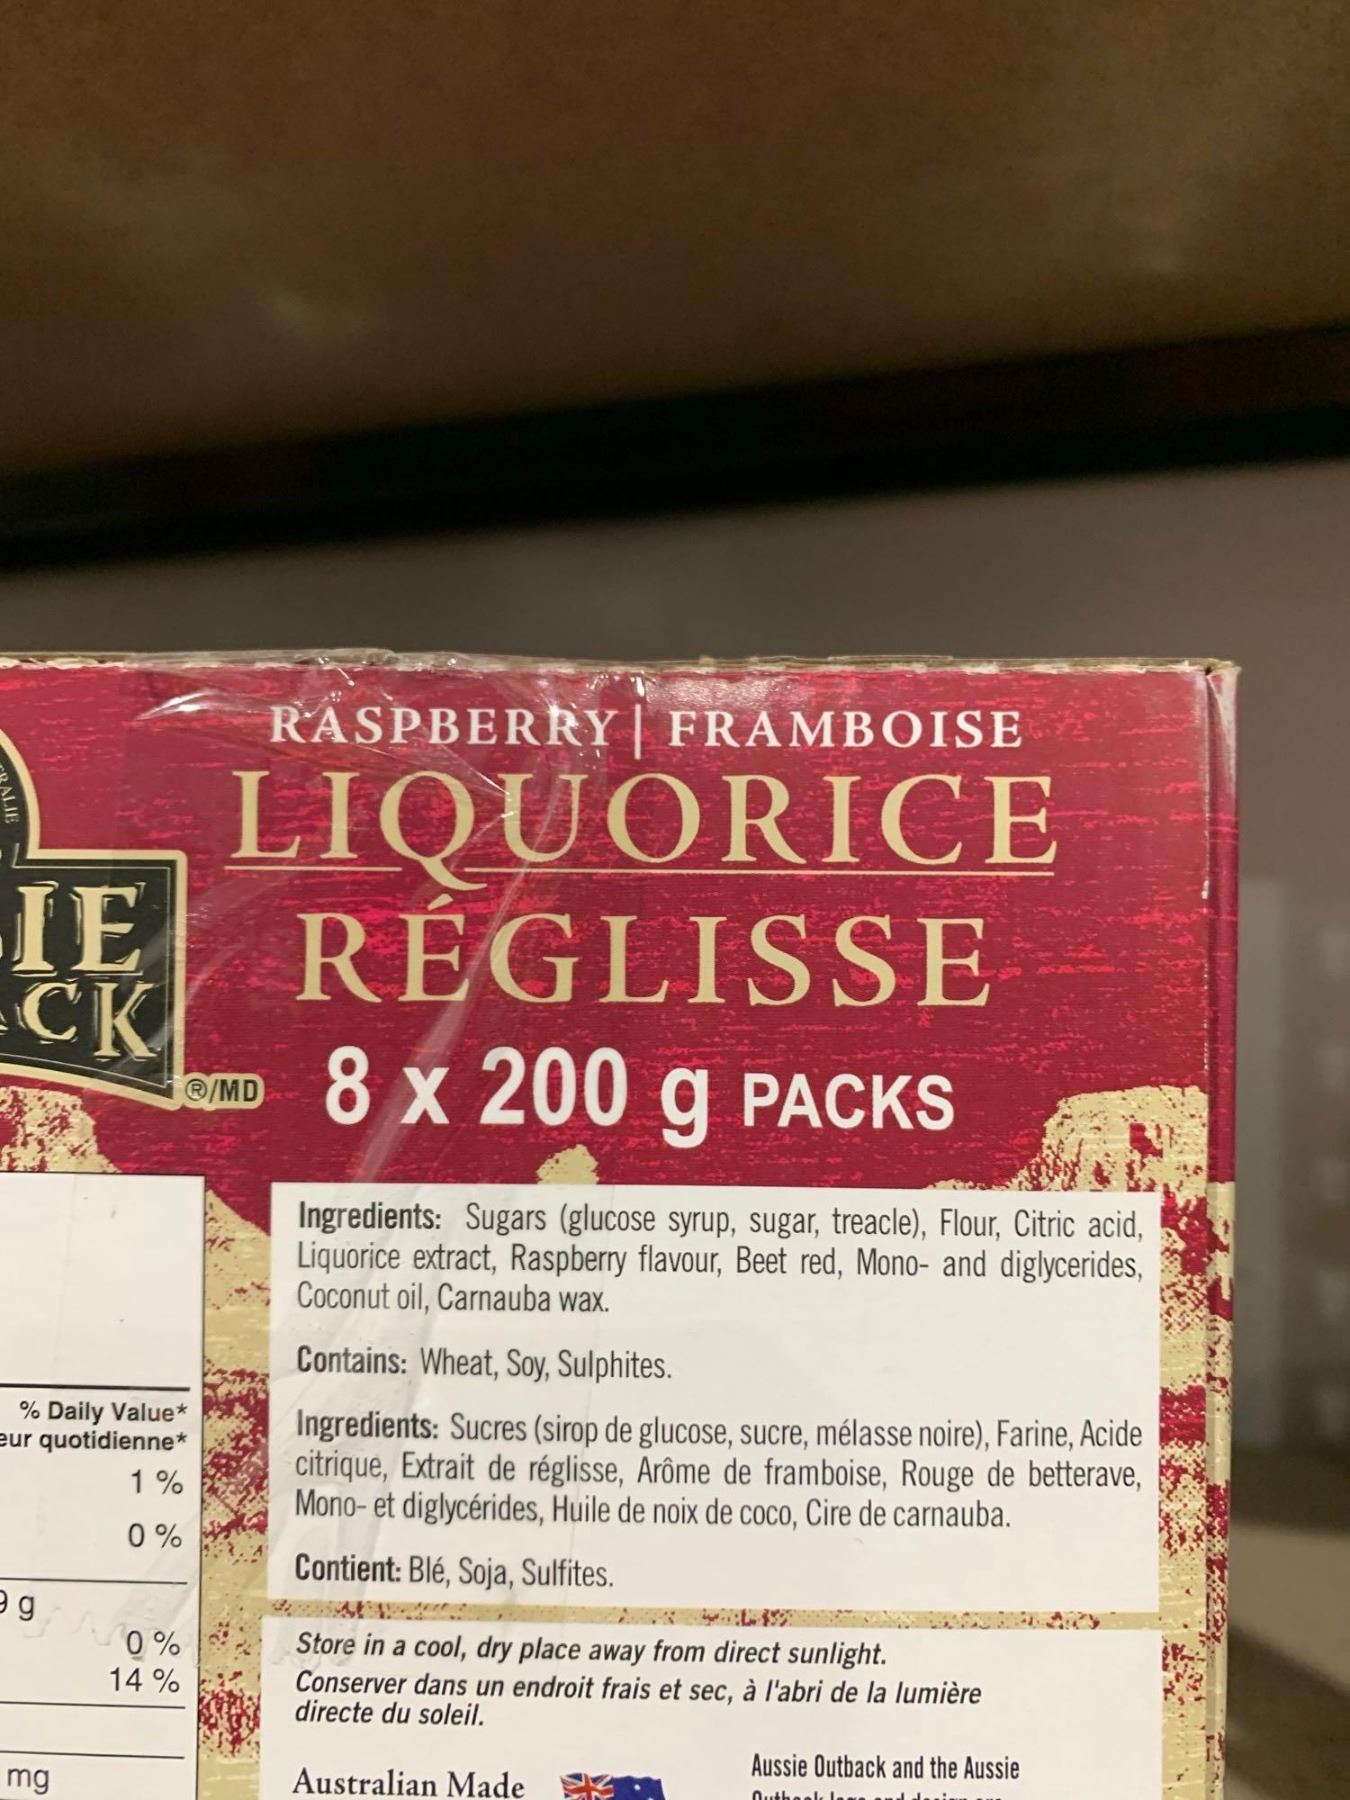 RASPBERRY | FRAMBOISE
LIQUORICE
RÉGLISSE
8 x 200 g PACKS
IE
CK
®/MD
Ingredients: Sugars (glucose syrup, sugar, treacle), Flour, Citric acid,
Liquorice extract, Raspberry flavour, Beet red, Mono- and diglycerides,
Coconut oil, Carnauba wax.
Contains: Wheat, Soy, Sulphites.
Ingredients: Sucres (sirop de glucose, sucre, mélasse noire), Farine, Acide
citrique, Extrait de réglisse, Arôme de framboise, Rouge de betterave,
Mono- et diglycérides, Huile de noix de coco, Cire de carnauba.
Contient: Blé, Soja, Sulfites.
Store in a cool, dry place away from direct sunlight.
Conserver dans un endroit frais et sec, à l'abri de la lumière
directe du soleil.
Australian Made
Aussie Outback and the Aussie
% Daily Value*
eur quotidienne*
1 %
0 %
9 g
0 %
14 %
mg